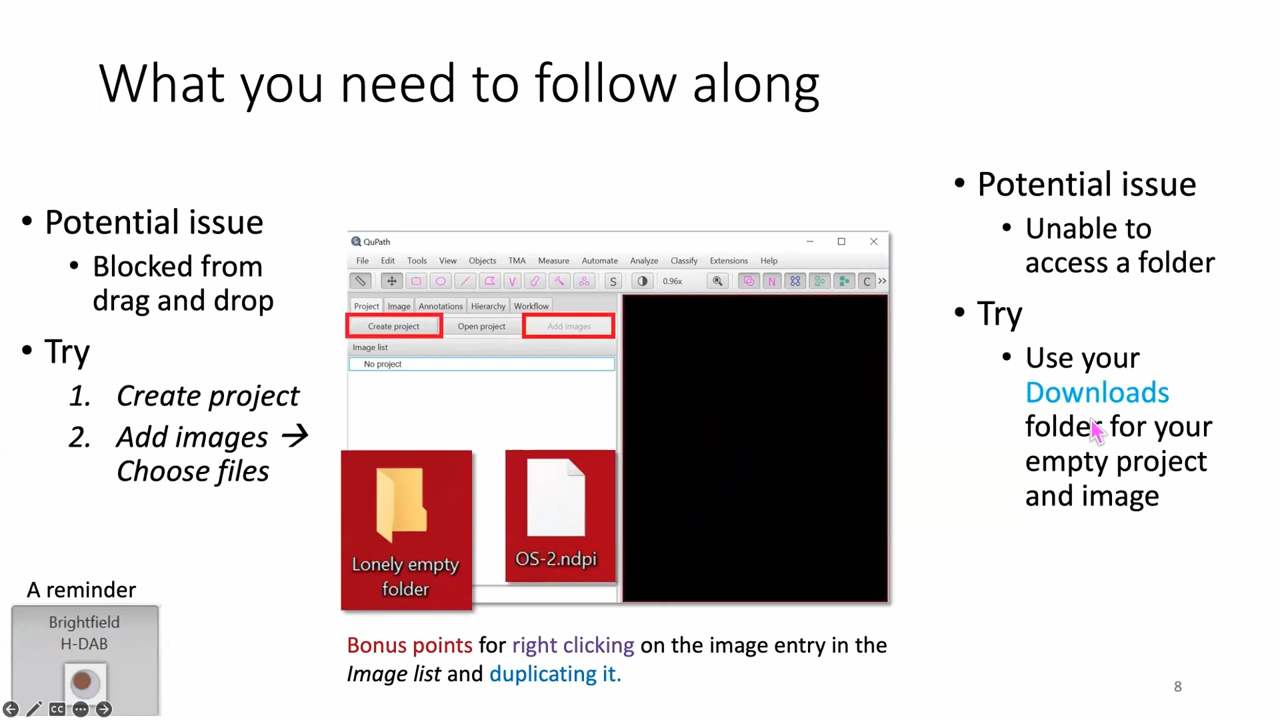 What you need to follow along
• Potential issue
• Blocked from
drag and drop
• Try
1. Create project
2. Add images →
Choose files
QuPath
File Edit Tools View Objects TMA Measure Automate Analyze Classify Extensions Help
S 0.96x N C >>
Project Image Annotations Hierarchy Workflow
Create project Open project Add images
Image list
No project
Lonely empty
folder
OS-2.ndpi
Bonus points for right clicking on the image entry in the
Image list and duplicating it.
• Potential issue
• Unable to
access a folder
• Try
• Use your
Downloads
folder for your
empty project
and image
A reminder
Brightfield
H-DAB
CC
8